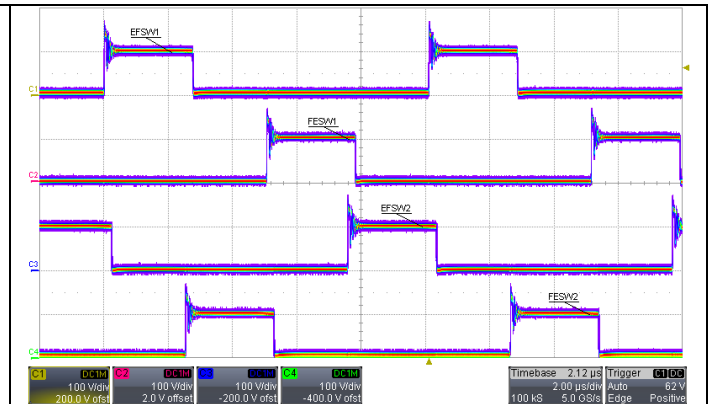 EFSW1
C1
FESW1
C2
EFSW2
C3
FESW2
C4
C1 DC1M C2 DC1M DC1M C4 DC1M Timebase 2.12 µs Trigger C1 DC
100 V/div 100 V/div 100 V/div 100 V/div 2.00 µs/div Auto 62 V
200.0 V ofst 2.0 V offset -200.0 V ofst -400.0 V ofst 100 kS 5.0 GS/s Edge Positive